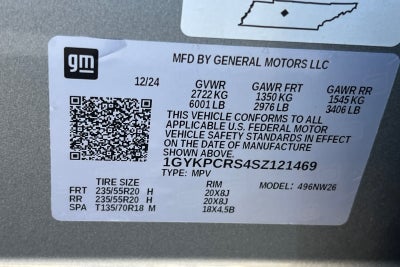 gm
MFD BY GENERAL MOTORS LLC
12/24 GVWR GAWR FRT GAWR RR
2722 KG 1350 KG 1545 KG
6001 LB 2976 LB 3406 LB
THIS VEHICLE CONFORMS TO ALL
APPLICABLE U.S. FEDERAL MOTOR
VEHICLE SAFETY STANDARDS IN EFFECT
ON THE DATE OF MANUFACTURE
SHOWN ABOVE.
1GYKPCRS4SZ121469
TYPE: MPV
TIRE SIZE RIM MODEL: 496NW26
FRT 235/55R20 H 20X8J
RR 235/55R20 H 20X8J
SPA T135/70R18 M 18X4.5B